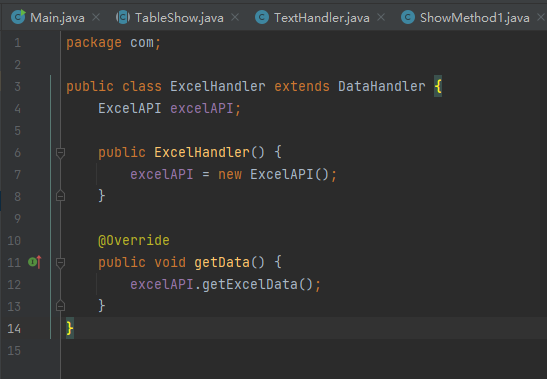 Main.java × TableShow.java × TextHandler.java × ShowMethod1.java ×
1 package com;
2
3 public class ExcelHandler extends DataHandler {
4     ExcelAPI excelAPI;
5
6     public ExcelHandler() {
7         excelAPI = new ExcelAPI();
8     }
9
10     @Override
11     public void getData() {
12         excelAPI.getExcelData();
13     }
14 }
15